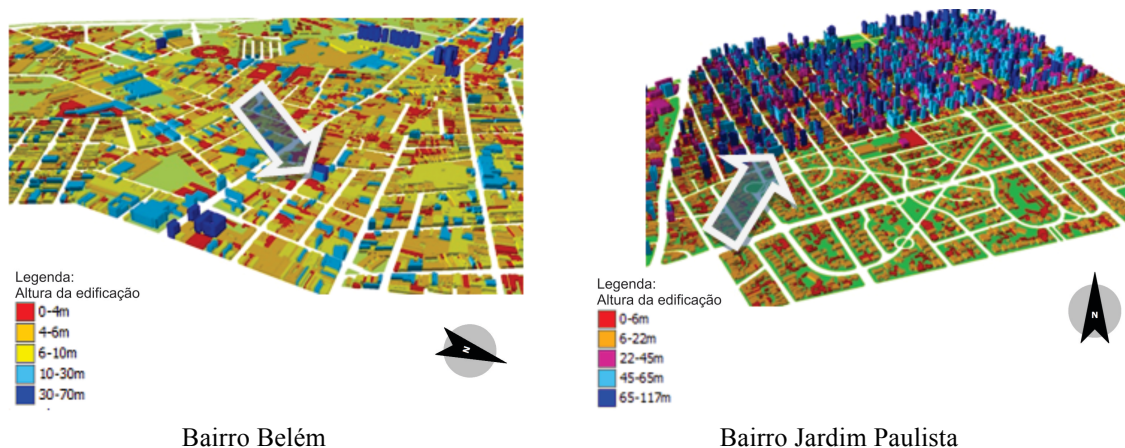 Legenda:
Altura da edificação
0-4m
4-6m
6-10m
10-30m
30-70m
N
Bairro Belém
Legenda:
Altura da edificação
0-6m
6-22m
22-45m
45-65m
65-117m
N
Bairro Jardim Paulista